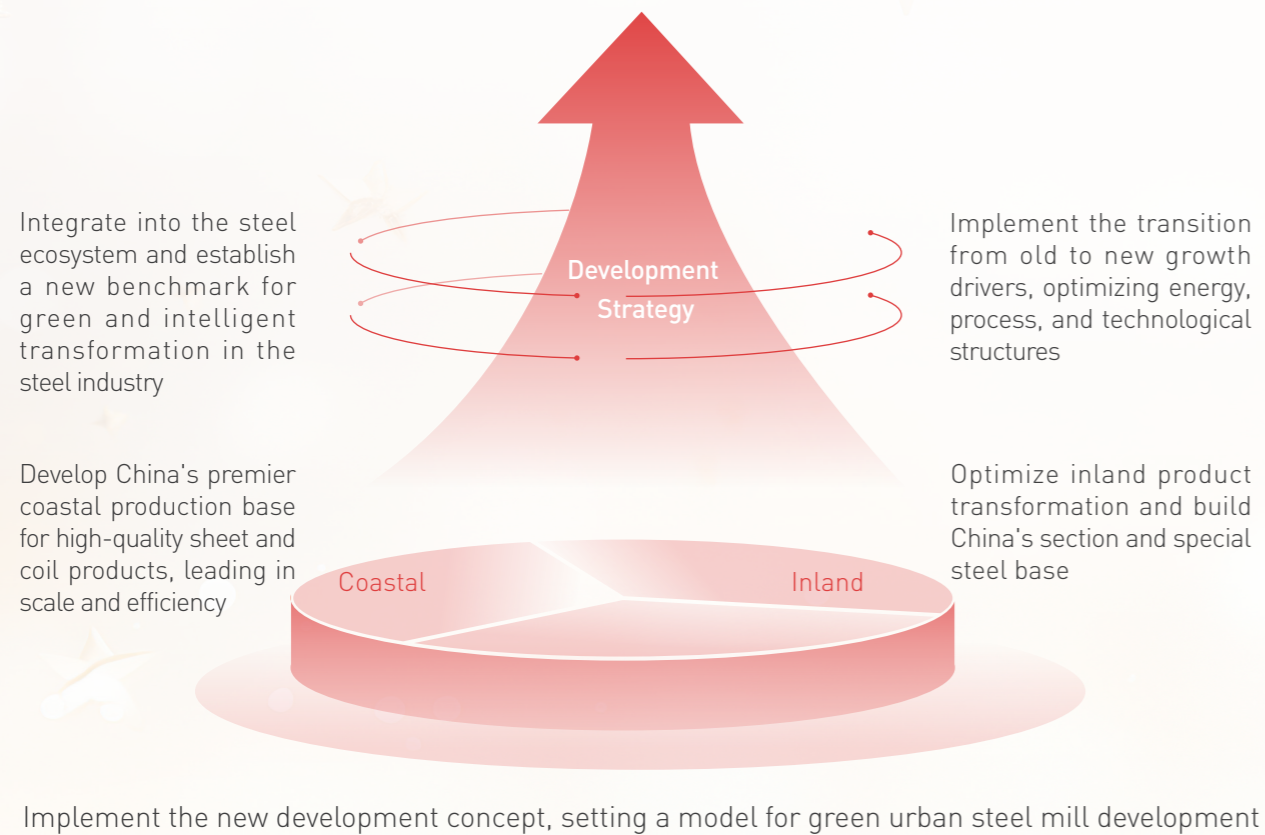 Integrate into the steel
ecosystem and establish
a new benchmark for
green and intelligent
transformation in the
steel industry
Development
Strategy
Implement the transition
from old to new growth
drivers, optimizing energy,
process, and technological
structures
Develop China's premier
coastal production base
for high-quality sheet and
coil products, leading in
scale and efficiency
Optimize inland product
transformation and build
China's section and special
steel base
Coastal
Inland
Implement the new development concept, setting a model for green urban steel mill development